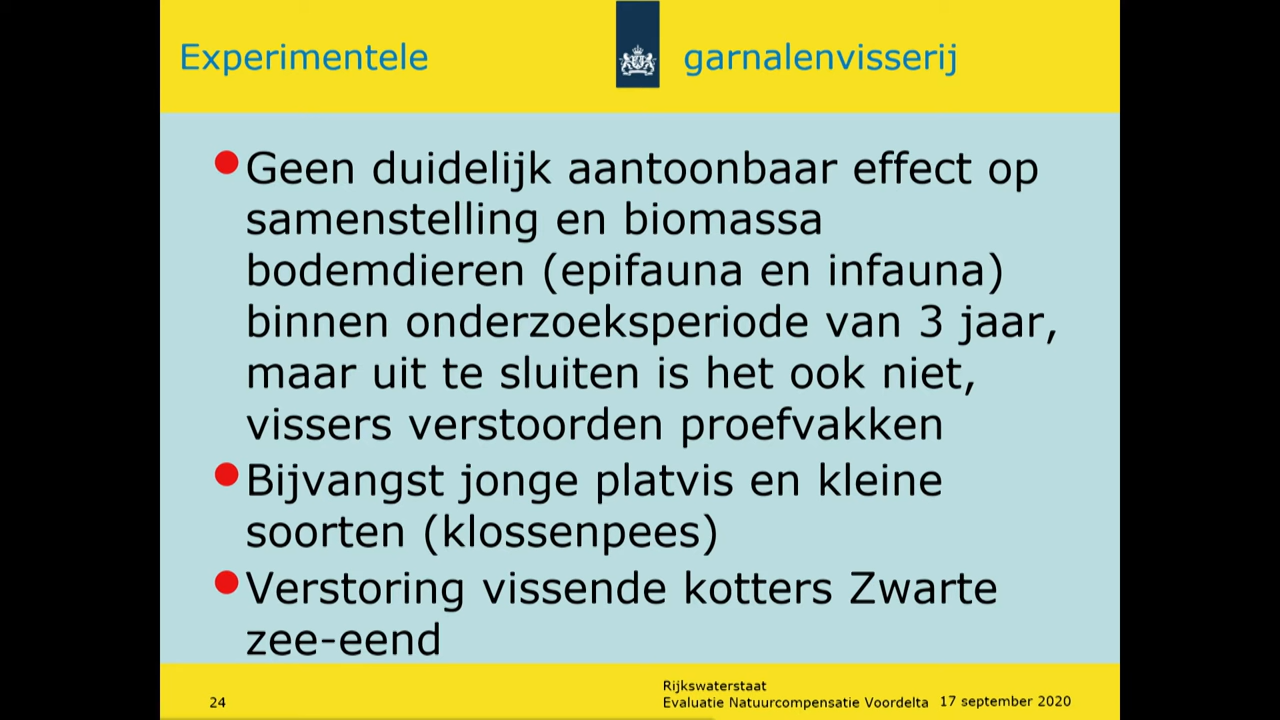 Experimentele garnalenvisserij
Geen duidelijk aantoonbaar effect op
samenstelling en biomassa
bodemdieren (epifauna en infauna)
binnen onderzoeksperiode van 3 jaar,
maar uit te sluiten is het ook niet,
vissers verstoorden proefvakken
Bijvangst jonge platvis en kleine
soorten (klossenpees)
Verstoring vissende kotters Zwarte
zee-eend
Rijkswaterstaat
24 Evaluatie Natuurcompensatie Voordelta 17 september 2020